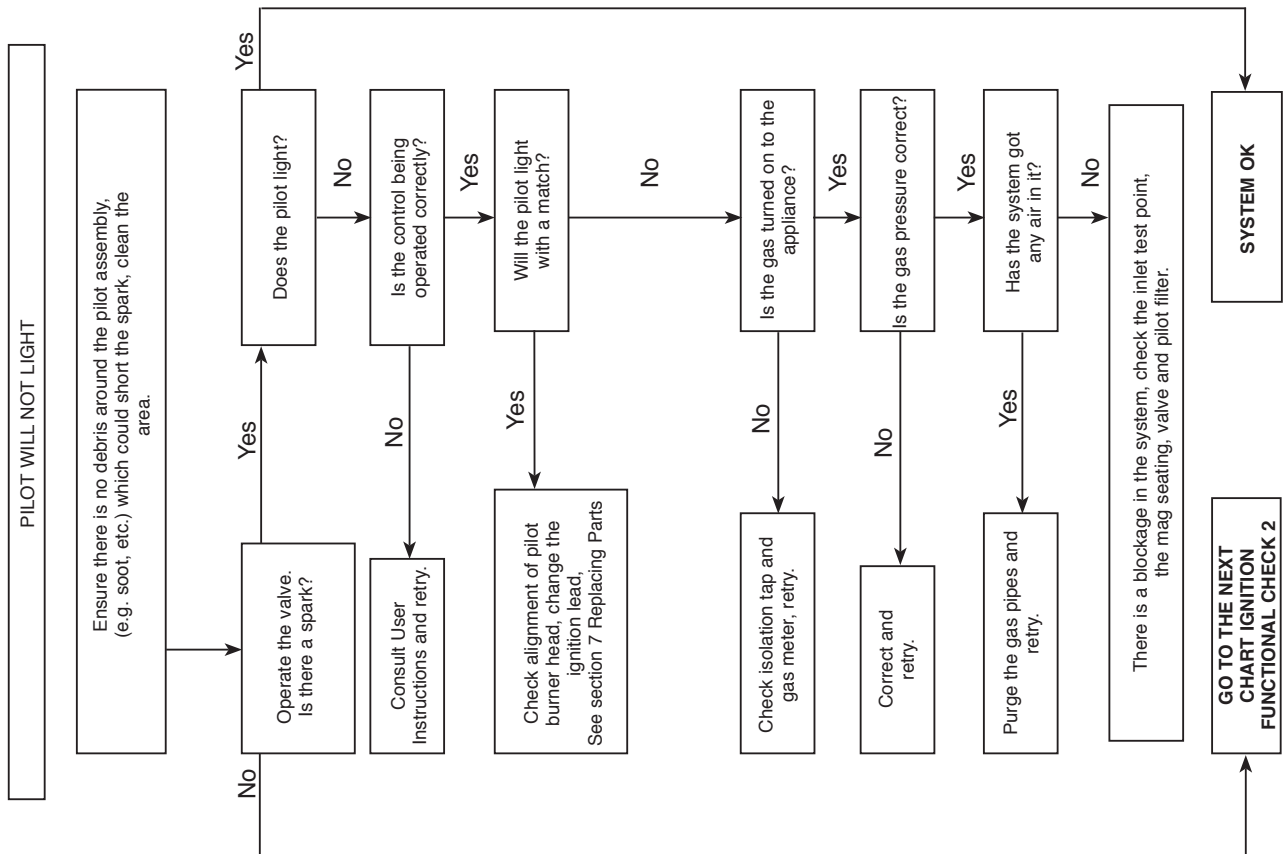 PILOT WILL NOT LIGHT
Ensure there is no debris around the pilot assembly,
(e.g. soot, etc.) which could short the spark, clean the
area.
Operate the valve.
Is there a spark?
Yes
No
Does the pilot light?
Yes
No
Is the control being
operated correctly?
No
Yes
Consult User
Instructions and retry.
Will the pilot light
with a match?
Yes
No
Check alignment of pilot
burner head, change the
ignition lead,
See section 7 Replacing Parts
Is the gas turned on to the
appliance?
No
Yes
Check isolation tap and
gas meter, retry.
Is the gas pressure correct?
No
Yes
Correct and
retry.
Has the system got
any air in it?
Yes
No
Purge the gas pipes and
retry.
There is a blockage in the system, check the inlet test point,
the mag seating, valve and pilot filter.
GO TO THE NEXT
CHART IGNITION
FUNCTIONAL CHECK 2
SYSTEM OK